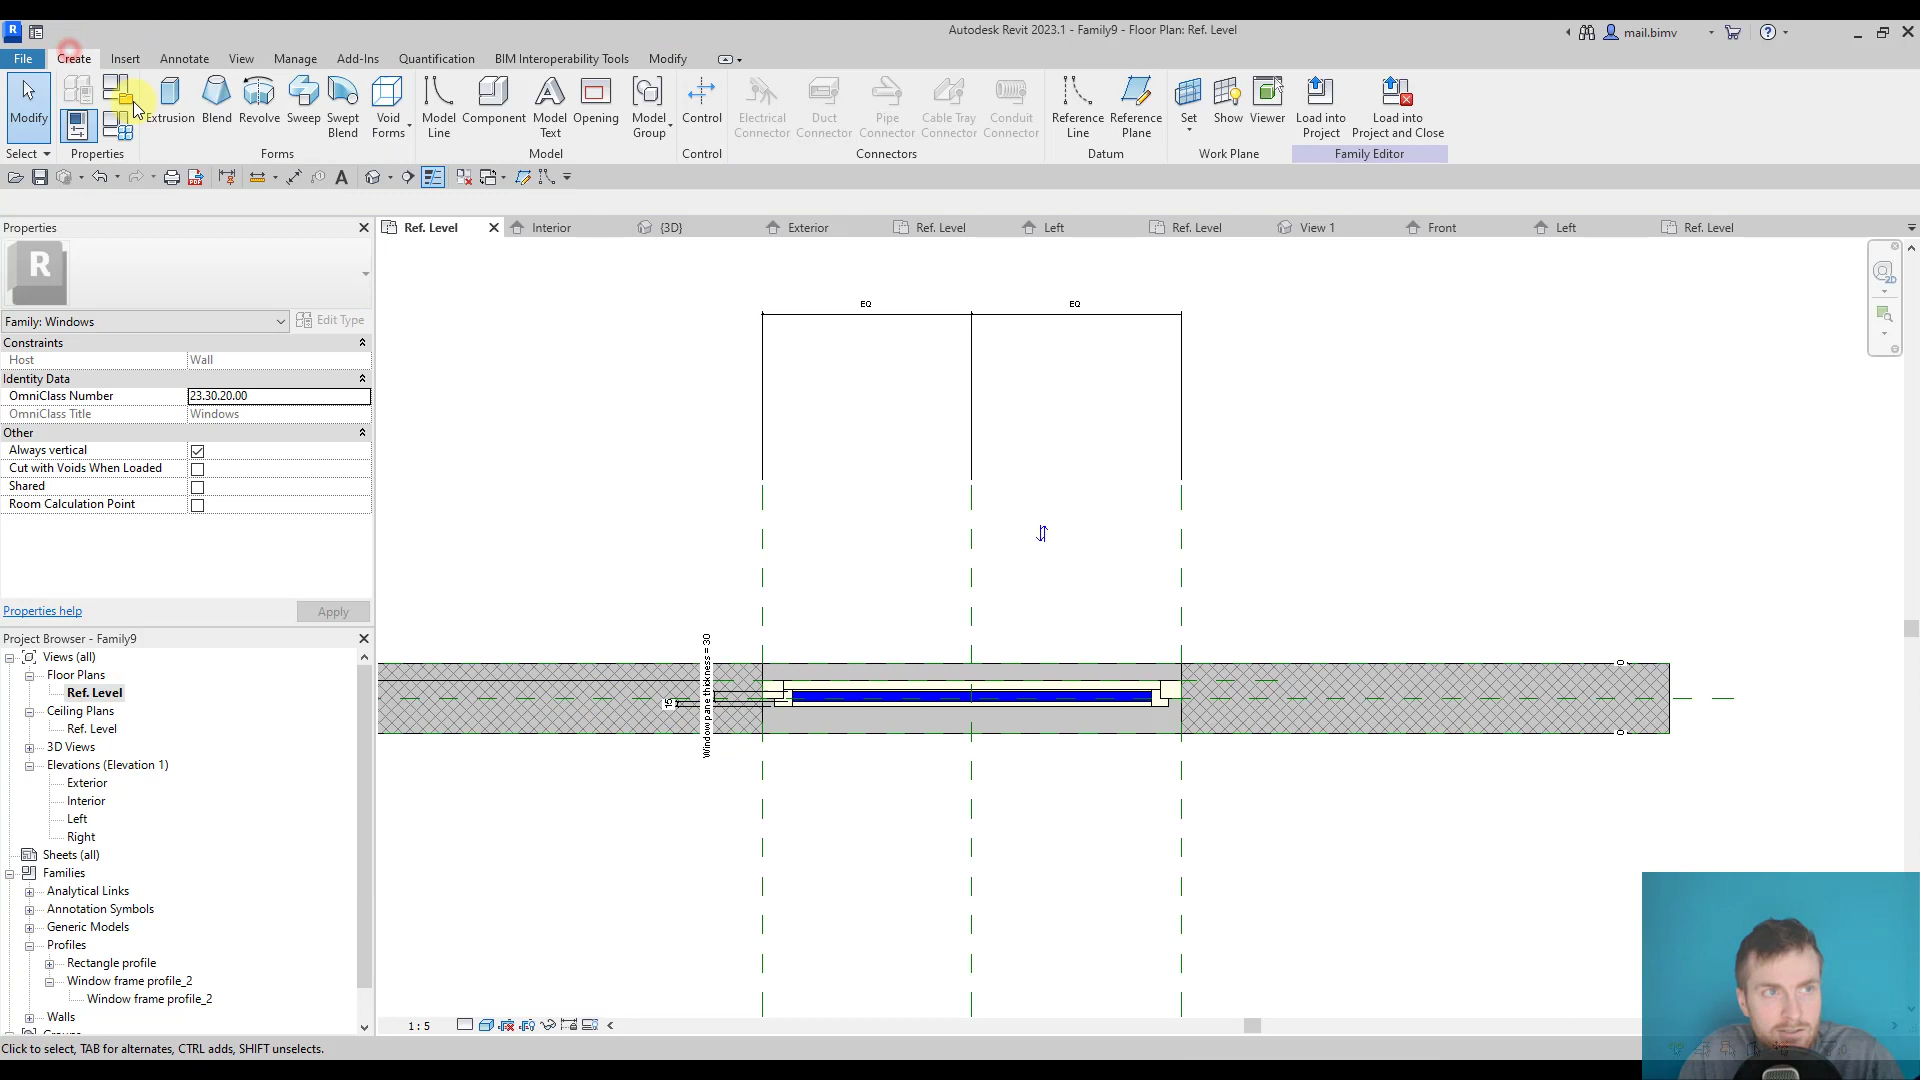 Autodesk Revit 2023.1 - Family9 - Floor Plan: Ref. Level
mail.bimv
File Create Insert Annotate View Manage Add-Ins Quantification BIM Interoperability Tools Modify
Modify
Extrusion Blend Revolve Sweep Swept Blend Void Forms
Model Line Component Model Text Opening Model Group
Control
Electrical Connector Duct Connector Pipe Connector Cable Tray Connector Conduit Connector
Reference Line Reference Plane
Set Show Viewer
Load into Project Load into Project and Close
Select Properties Forms Model Control Connectors Datum Work Plane Family Editor
Properties
Ref. Level Interior {3D} Exterior Ref. Level Left Ref. Level View 1 Front Left Ref. Level
R
Family: Windows Edit Type
Constraints
Host Wall
Identity Data
OmniClass Number 23.30.20.00
OmniClass Title Windows
Other
Always vertical
Cut with Voids When Loaded
Shared
Room Calculation Point
Properties help Apply
Project Browser - Family9
Views (all)
Floor Plans
Ref. Level
Ceiling Plans
Ref. Level
3D Views
Elevations (Elevation 1)
Exterior
Interior
Left
Right
Sheets (all)
Families
Analytical Links
Annotation Symbols
Generic Models
Profiles
Rectangle profile
Window frame profile_2
Window frame profile_2
Walls
EQ EQ
Window pane thickness = 30
15
0
0
1 : 5
Click to select, TAB for alternates, CTRL adds, SHIFT unselects.